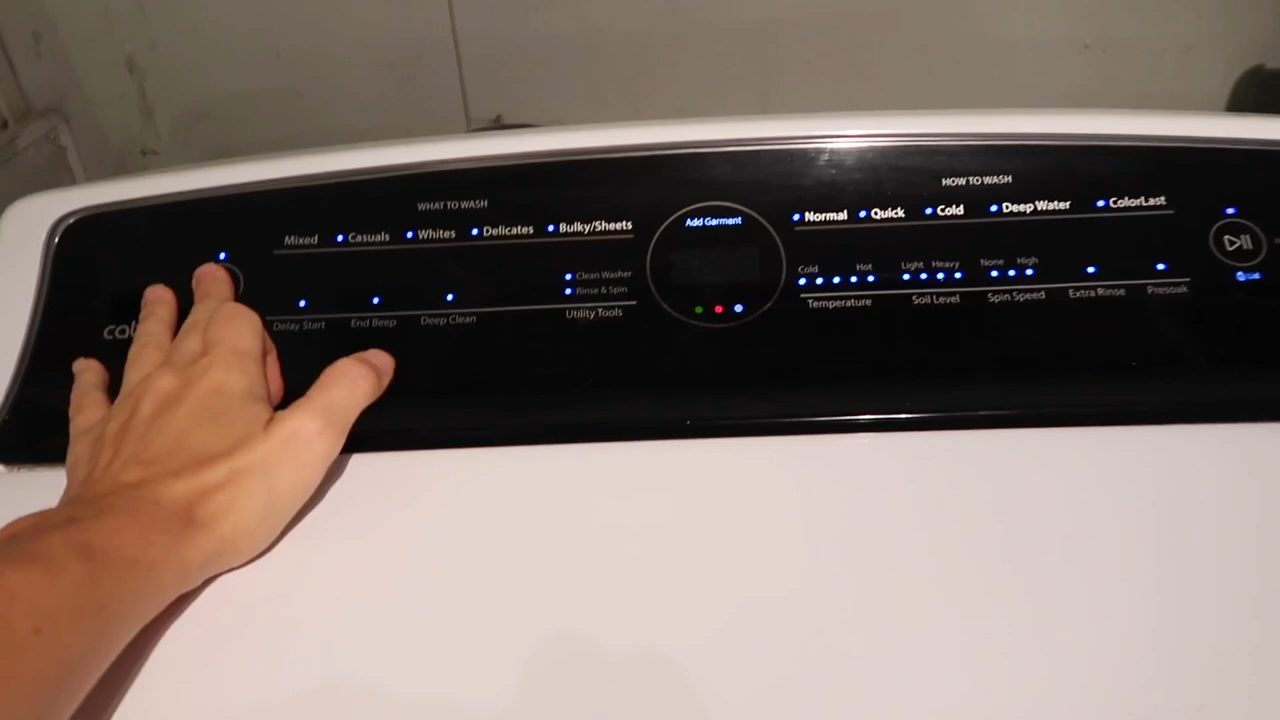 WHAT TO WASH
Mixed Casuals Whites Delicates Bulky/Sheets
Clean Washer
Rinse & Spin
Delay Start End Beep Deep Clean Utility Tools
Add Garment
HOW TO WASH
Normal Quick Cold Deep Water ColorLast
Cold Hot Light Heavy None High
Temperature Soil Level Spin Speed Extra Rinse Presoak